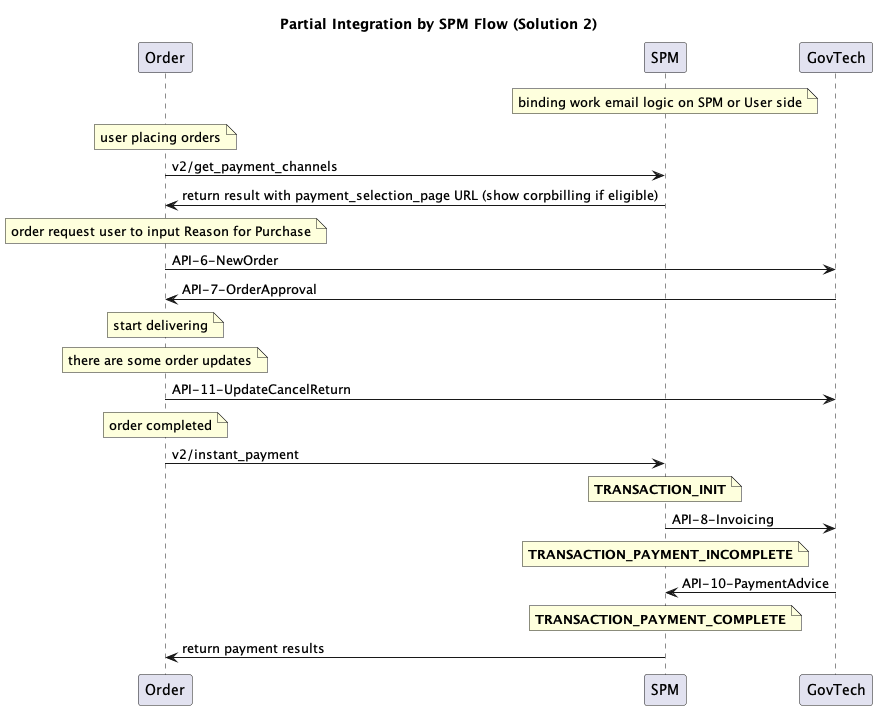 Partial Integration by SPM Flow (Solution 2)
Order
SPM
GovTech
binding work email logic on SPM or User side
user placing orders
v2/get_payment_channels
return result with payment_selection_page URL (show corpbilling if eligible)
order request user to input Reason for Purchase
API-6-NewOrder
API-7-OrderApproval
start delivering
there are some order updates
API-11-UpdateCancelReturn
order completed
v2/instant_payment
TRANSACTION_INIT
API-8-Invoicing
TRANSACTION_PAYMENT_INCOMPLETE
API-10-PaymentAdvice
TRANSACTION_PAYMENT_COMPLETE
return payment results
Order
SPM
GovTech